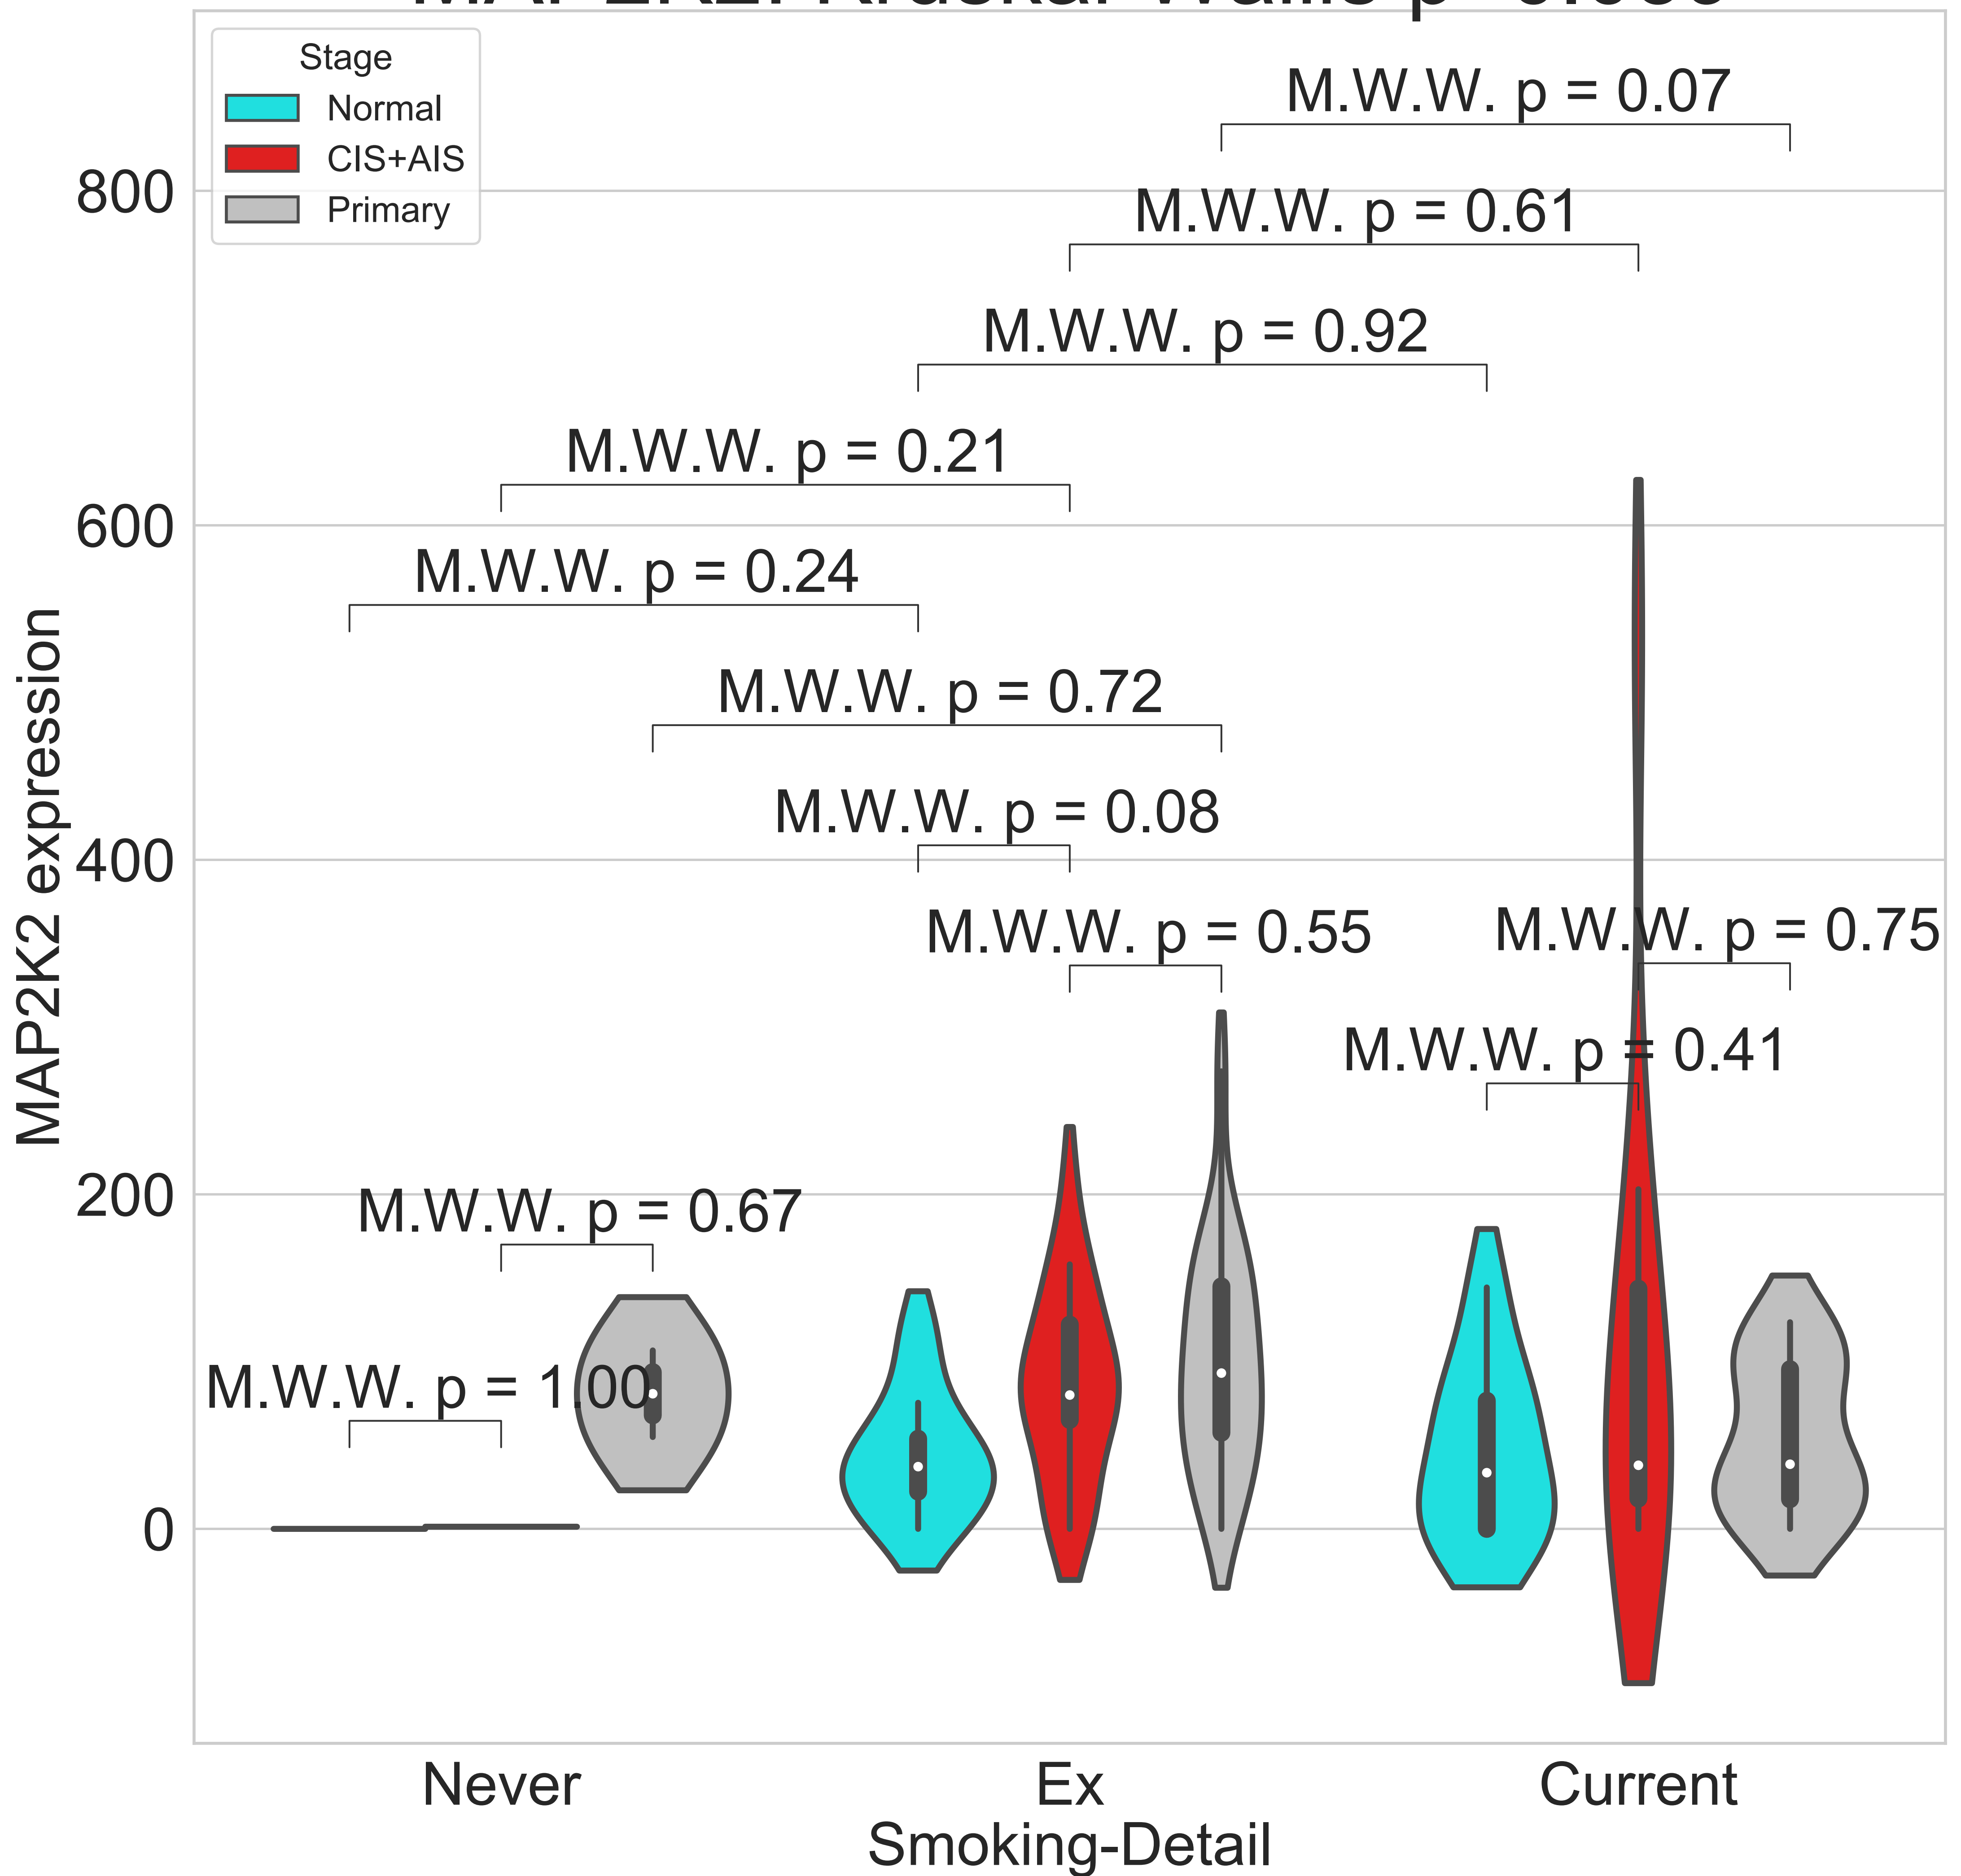 Stage
Normal
CIS+AIS
Primary
M.W.W. p = 0.07
800
M.W.W. p = 0.61
M.W.W. p = 0.92
M.W.W. p = 0.21
600
M.W.W. p = 0.24
M.W.W. p = 0.72
M.W.W. p = 0.08
400
M.W.W. p = 0.55
M.W.W. p = 0.75
M.W.W. p = 0.41
200
M.W.W. p = 0.67
M.W.W. p = 1.00
0
MAP2K2 expression
Never
Ex
Current
Smoking-Detail